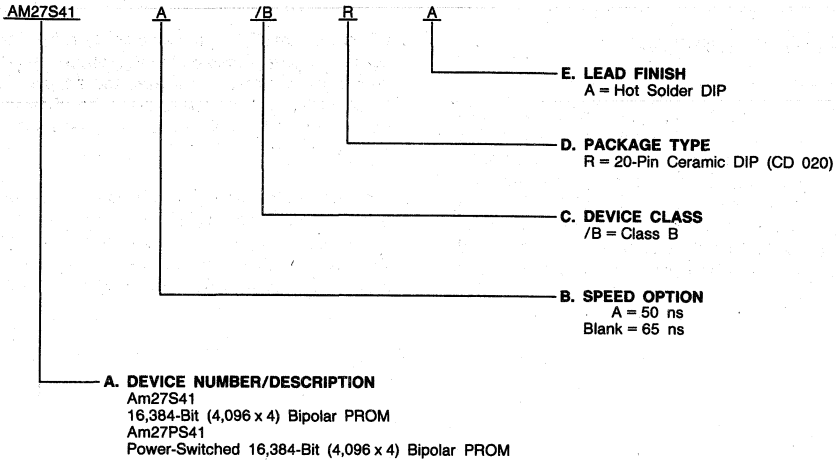 AM27S41 A /B R A
E. LEAD FINISH
A = Hot Solder DIP
D. PACKAGE TYPE
R = 20-Pin Ceramic DIP (CD 020)
C. DEVICE CLASS
/B = Class B
B. SPEED OPTION
A = 50 ns
Blank = 65 ns
A. DEVICE NUMBER/DESCRIPTION
Am27S41
16,384-Bit (4,096 x 4) Bipolar PROM
Am27PS41
Power-Switched 16,384-Bit (4,096 x 4) Bipolar PROM